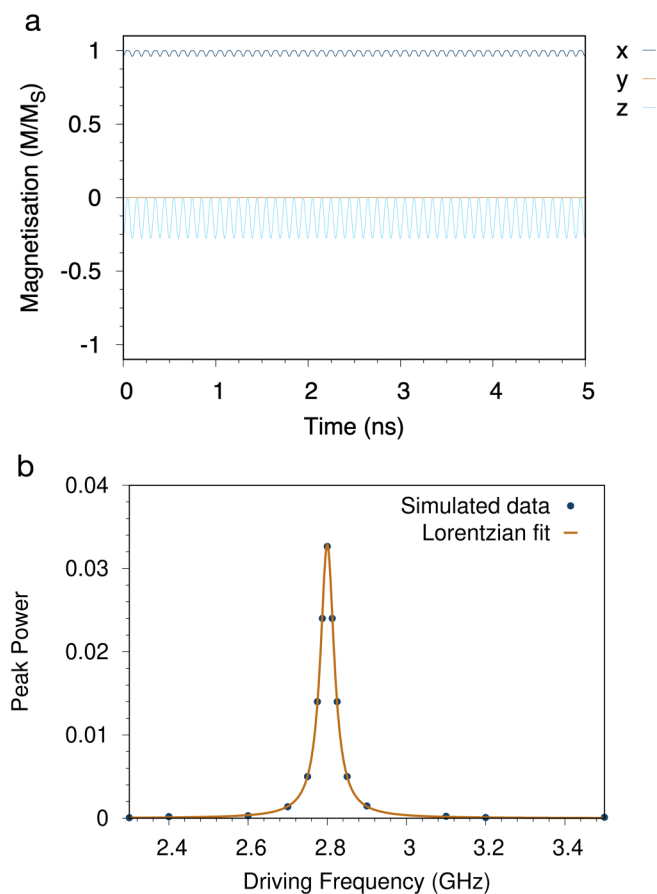 a
1
0.5
0
-0.5
-1
Magnetisation (M/M_S)
0 1 2 3 4 5
Time (ns)
x
y
z
b
0.04
0.03
0.02
0.01
0
Peak Power
Simulated data
Lorentzian fit
2.4 2.6 2.8 3 3.2 3.4
Driving Frequency (GHz)